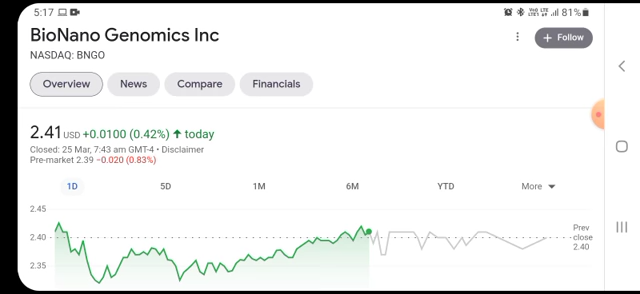 5:17 81%
BioNano Genomics Inc
+ Follow
NASDAQ: BNGO
Overview News Compare Financials
2.41 USD +0.0100 (0.42%) ↑ today
Closed: 25 Mar, 7:43 am GMT-4 • Disclaimer
Pre-market 2.39 −0.020 (0.83%)
1D 5D 1M 6M YTD More
2.45
2.40
2.35
Prev
close
2.40